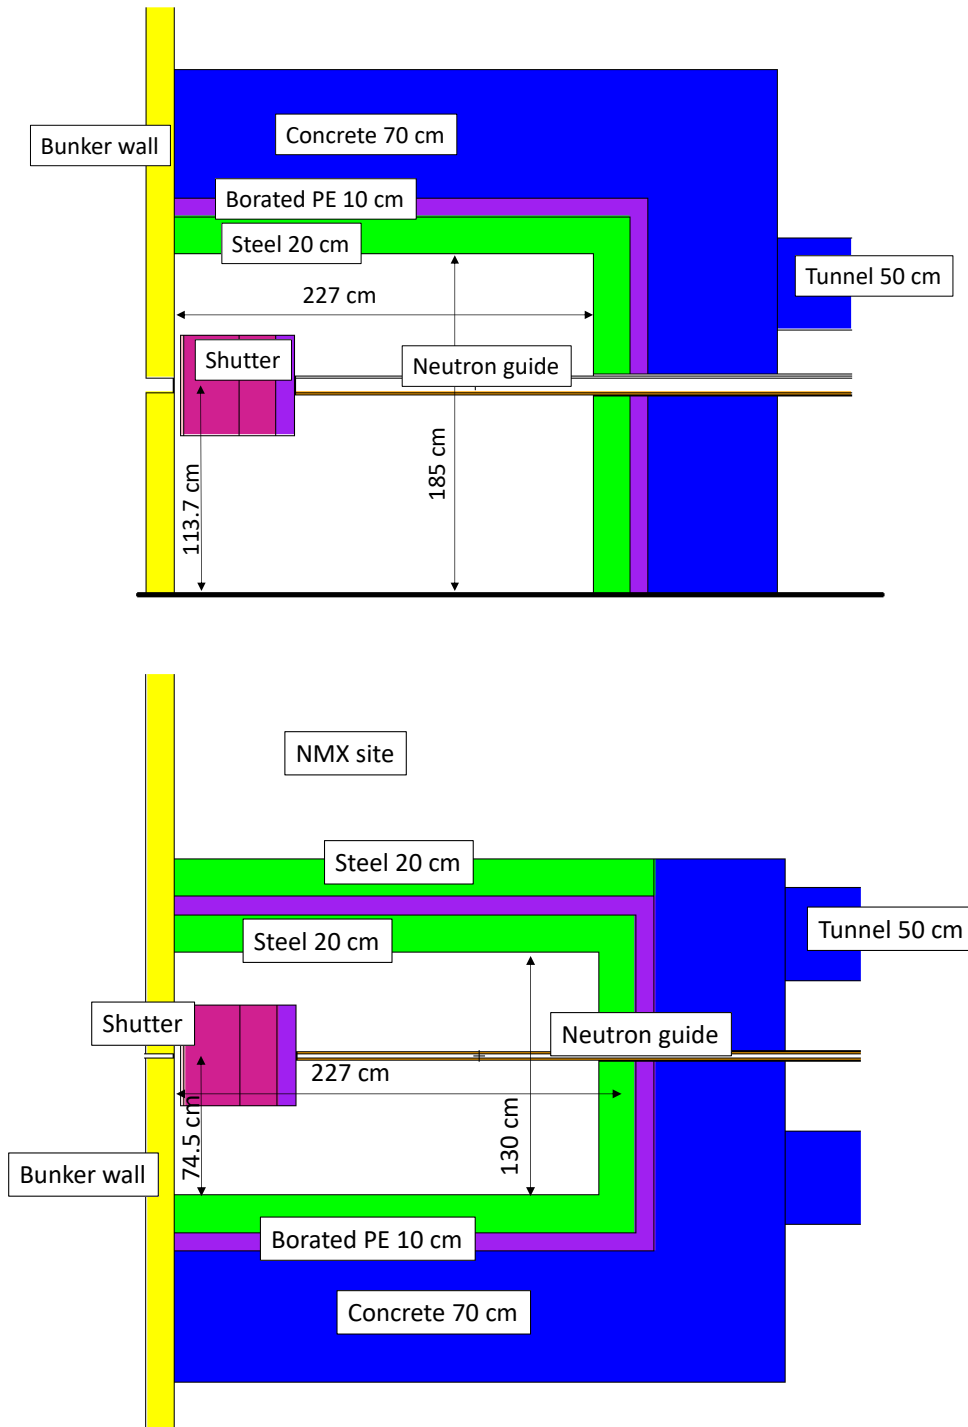 Concrete 70 cm
Bunker wall
Borated PE 10 cm
Steel 20 cm
Tunnel 50 cm
227 cm
Shutter
Neutron guide
185 cm
113.7 cm
NMX site
Steel 20 cm
Steel 20 cm
Tunnel 50 cm
Shutter
Neutron guide
227 cm
74.5 cm
130 cm
Bunker wall
Borated PE 10 cm
Concrete 70 cm